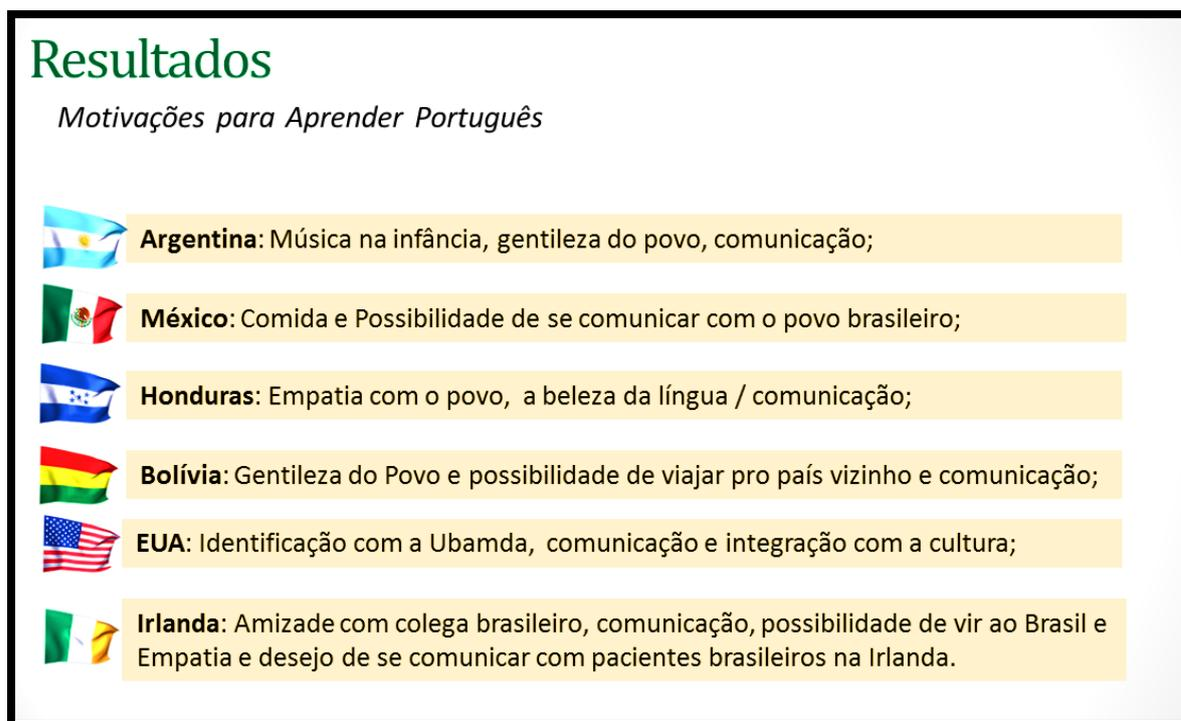 Resultados
Motivações para Aprender Português
Argentina: Música na infância, gentileza do povo, comunicação;
México: Comida e Possibilidade de se comunicar com o povo brasileiro;
Honduras: Empatia com o povo, a beleza da língua / comunicação;
Bolívia: Gentileza do Povo e possibilidade de viajar pro país vizinho e comunicação;
EUA: Identificação com a Ubamda, comunicação e integração com a cultura;
Irlanda: Amizade com colega brasileiro, comunicação, possibilidade de vir ao Brasil e
Empatia e desejo de se comunicar com pacientes brasileiros na Irlanda.